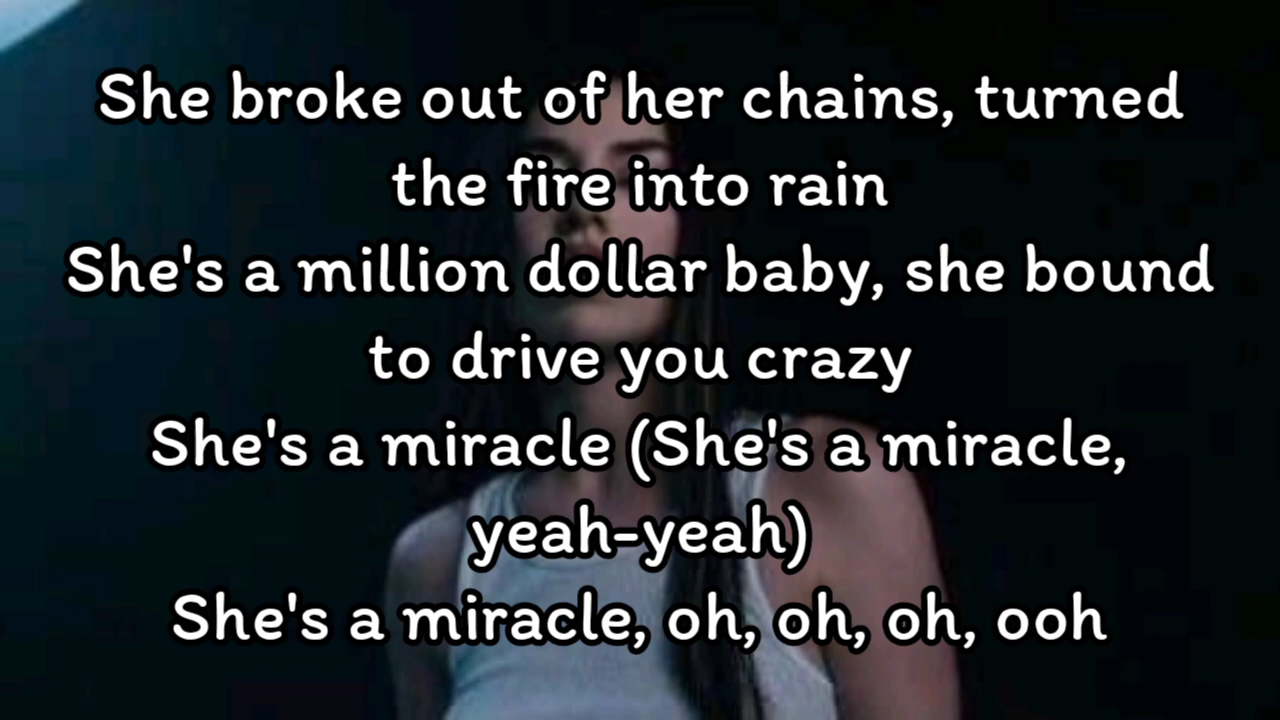 She broke out of her chains, turned
the fire into rain
She's a million dollar baby, she bound
to drive you crazy
She's a miracle (She's a miracle,
yeah-yeah)
She's a miracle, oh, oh, oh, ooh